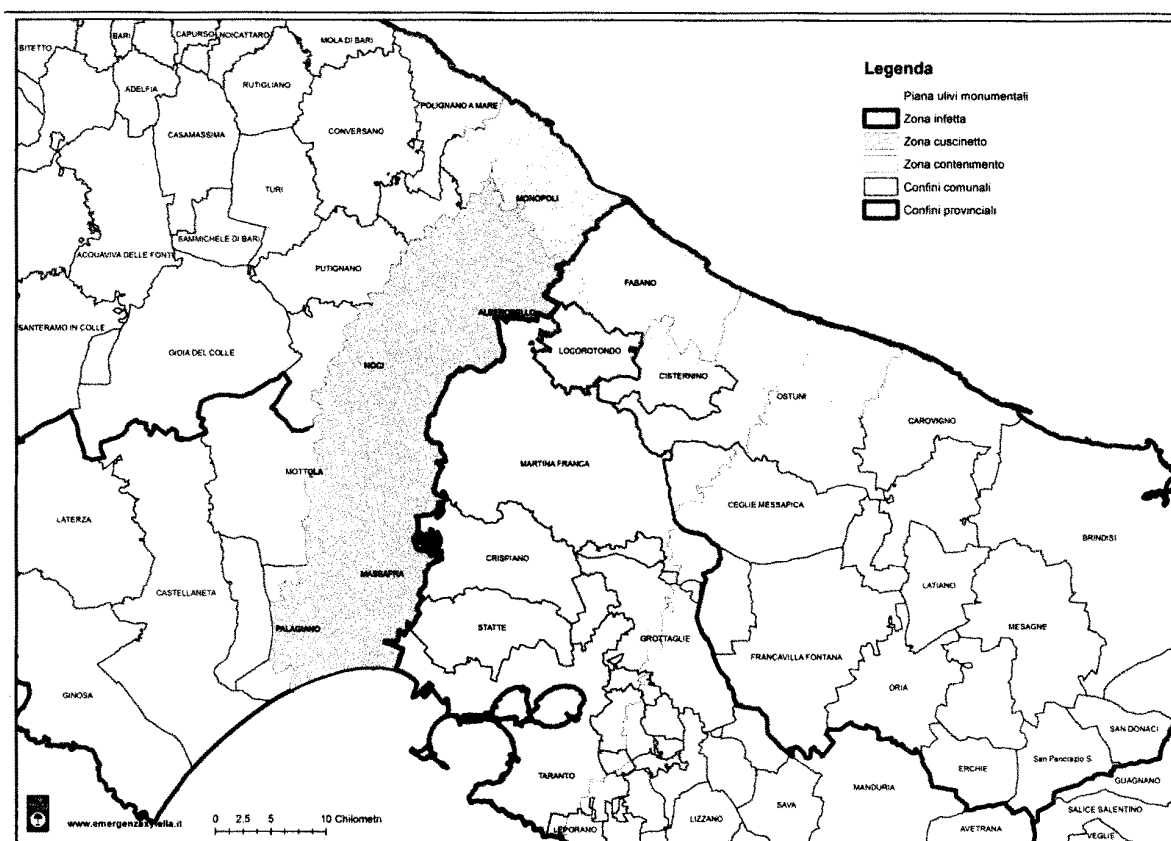 BITETTO
BARI
CAPURSO
NOICATTARO
MOLA DI BARI
ADELFIA
RUTIGLIANO
POLIGNANO A MARE
CASAMASSIMA
CONVERSANO
TURI
MONOPOLI
SAMMICHELE DI BARI
ACQUAVIVA DELLE FONTI
PUTIGNANO
FASANO
ALBEROBELLO
SANTERAMO IN COLLE
GIOIA DEL COLLE
LOCOROTONDO
NOCI
CISTERNINO
OSTUNI
CAROVIGNO
MARTINA FRANCA
MOTTOLA
CEGLIE MESSAPICA
LATERZA
BRINDISI
CRISPIANO
MASSAFRA
LATIANO
CASTELLANETA
STATTE
PALAGIANO
MESAGNE
GROTTAGLIE
FRANCAVILLA FONTANA
ORIA
GINOSA
SAN DONACI
ERCHIE
San Pancrazio S.
TARANTO
MANDURIA
GUAGNANO
SAVA
SALICE SALENTINO
LIZZANO
LEPORANO
AVETRANA
VEGLIE
Legenda
Piana ulivi monumentali
Zona infetta
Zona cuscinetto
Zona contenimento
Confini comunali
Confini provinciali
www.emergenzaxylella.it
0 2.5 5 10 Chilometri